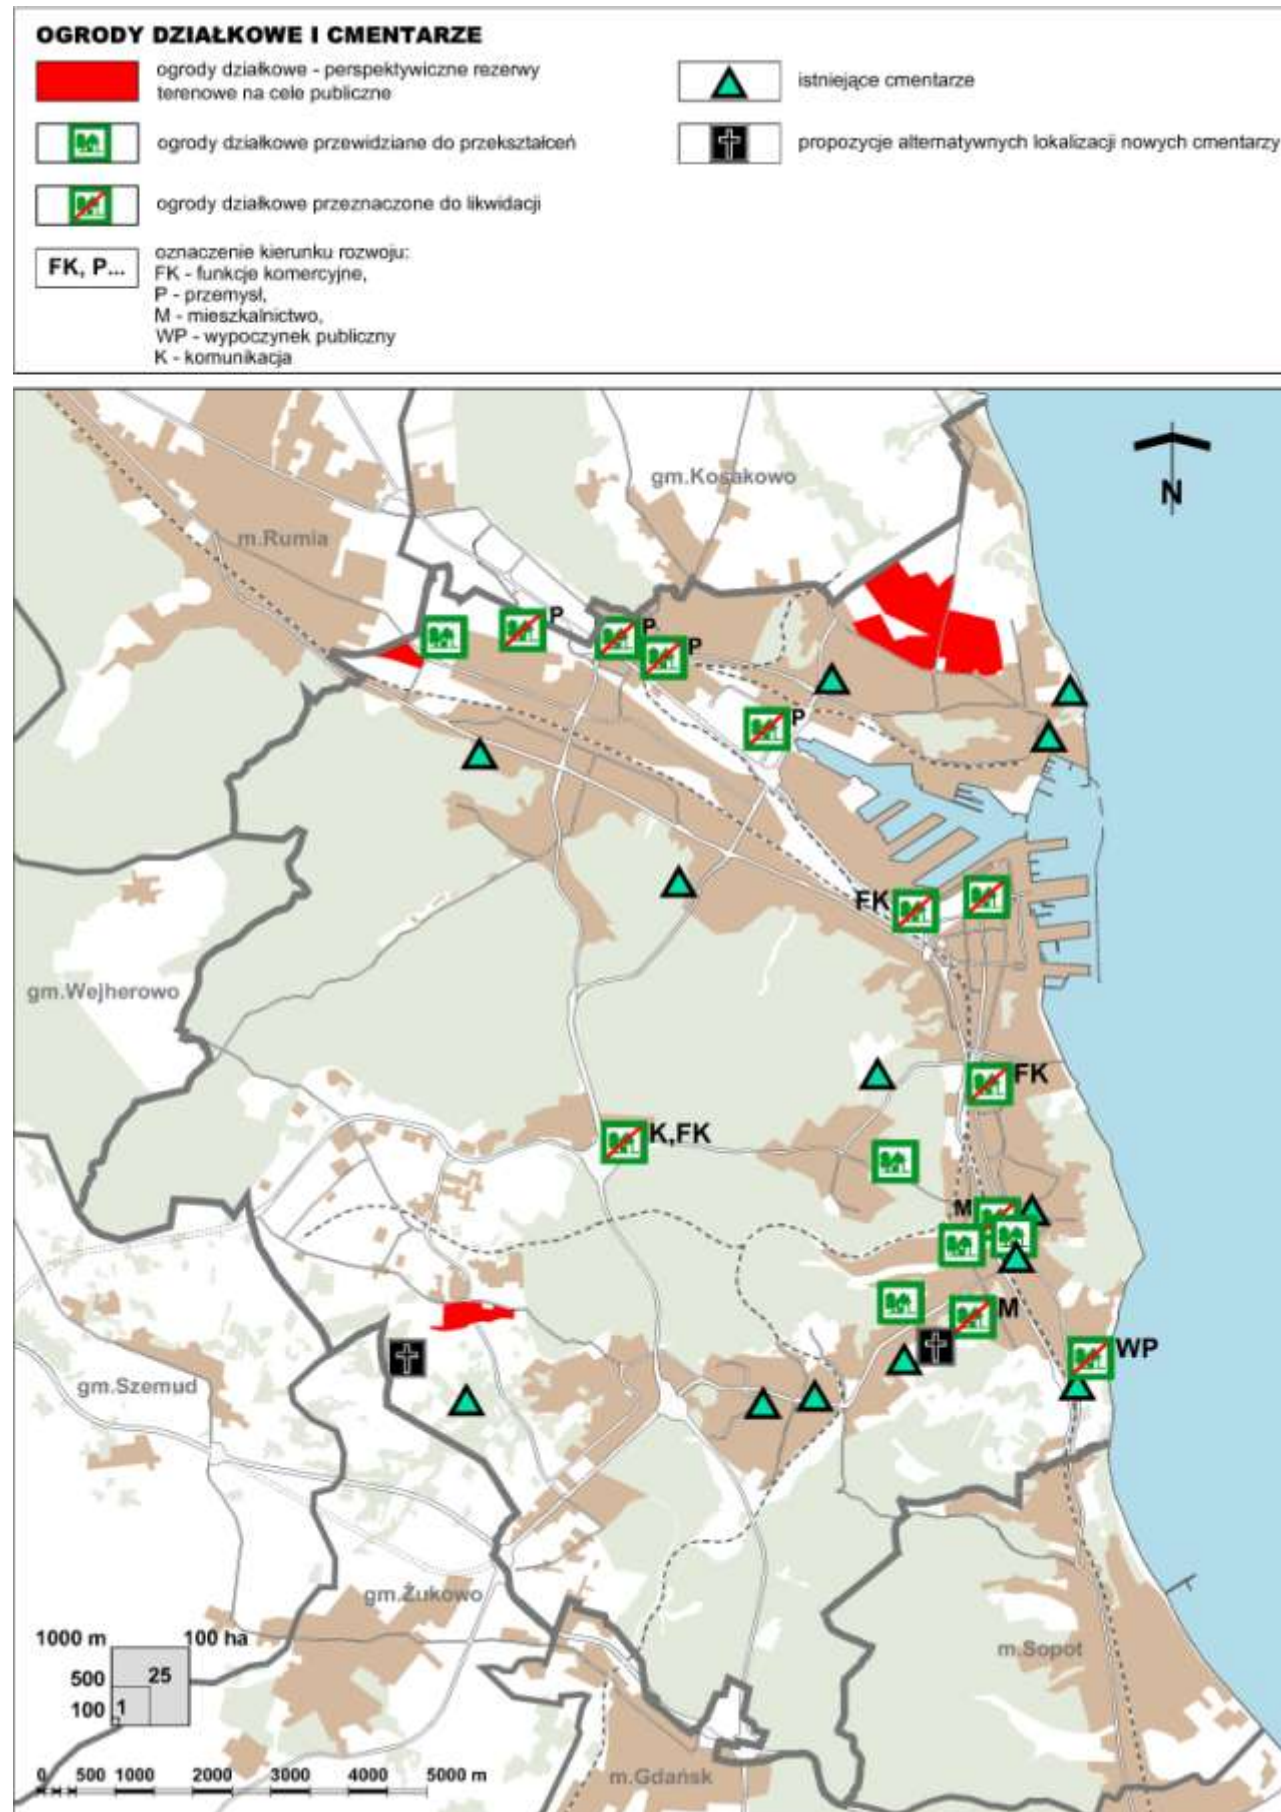 OGRODY DZIAŁKOWE I CMENTARZE
ogrody działkowe - perspektywiczne rezerwy
terenowe na cele publiczne
ogrody działkowe przewidziane do przekształceń
ogrody działkowe przeznaczone do likwidacji
FK, P...
oznaczenie kierunku rozwoju:
FK - funkcje komercyjne,
P - przemysł,
M - mieszkalnictwo,
WP - wypoczynek publiczny
K - komunikacja
istniejące cmentarze
propozycje alternatywnych lokalizacji nowych cmentarzy
gm.Kosakowo
N
m.Rumia
P
P
P
P
FK
gm.Wejherowo
FK
K,FK
M
M
WP
gm.Szemud
gm.Żukowo
m.Sopot
m.Gdańsk
1000 m
100 ha
500
25
100
1
0 500 1000 2000 3000 4000 5000 m